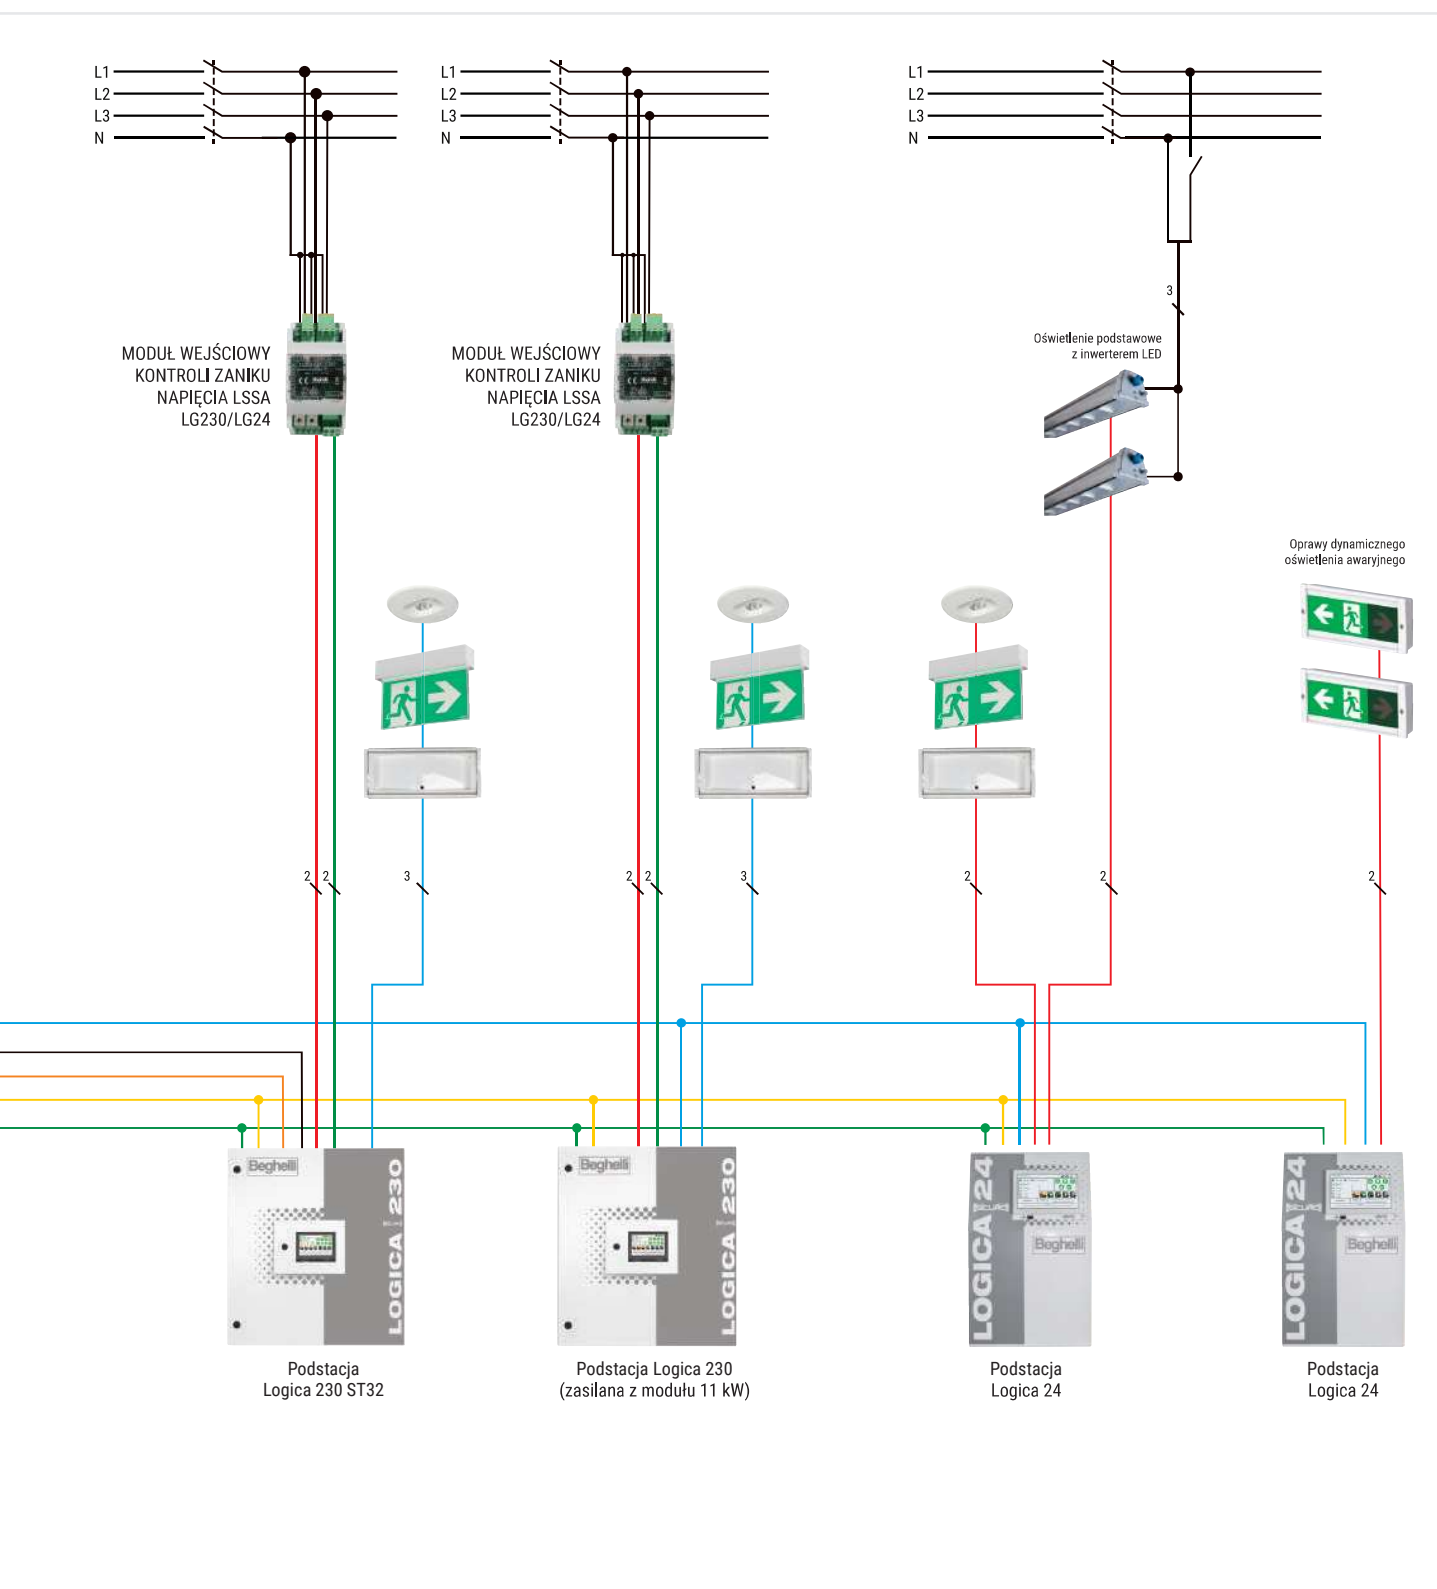 L1
L2
L3
N
L1
L2
L3
N
L1
L2
L3
N
3
MODUŁ WEJŚCIOWY
KONTROLI ZANIKU
NAPIĘCIA LSSA
LG230/LG24
MODUŁ WEJŚCIOWY
KONTROLI ZANIKU
NAPIĘCIA LSSA
LG230/LG24
Oświetlenie podstawowe
z inwerterem LED
Oprawy dynamicznego
oświetlenia awaryjnego
2
2
3
2
2
3
2
2
2
Beghelli
LOGICA 230
Beghelli
LOGICA 230
LOGICA 24
Beghelli
LOGICA 24
Beghelli
Podstacja
Logica 230 ST32
Podstacja Logica 230
(zasilana z modułu 11 kW)
Podstacja
Logica 24
Podstacja
Logica 24